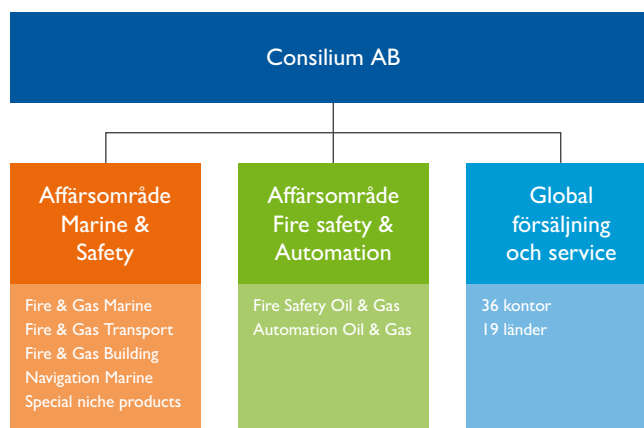 Consilium AB
Affärsområde
Marine &
Safety
Fire & Gas Marine
Fire & Gas Transport
Fire & Gas Building
Navigation Marine
Special niche products
Affärsområde
Fire safety &
Automation
Fire Safety Oil & Gas
Automation Oil & Gas
Global
försäljning
och service
36 kontor
19 länder